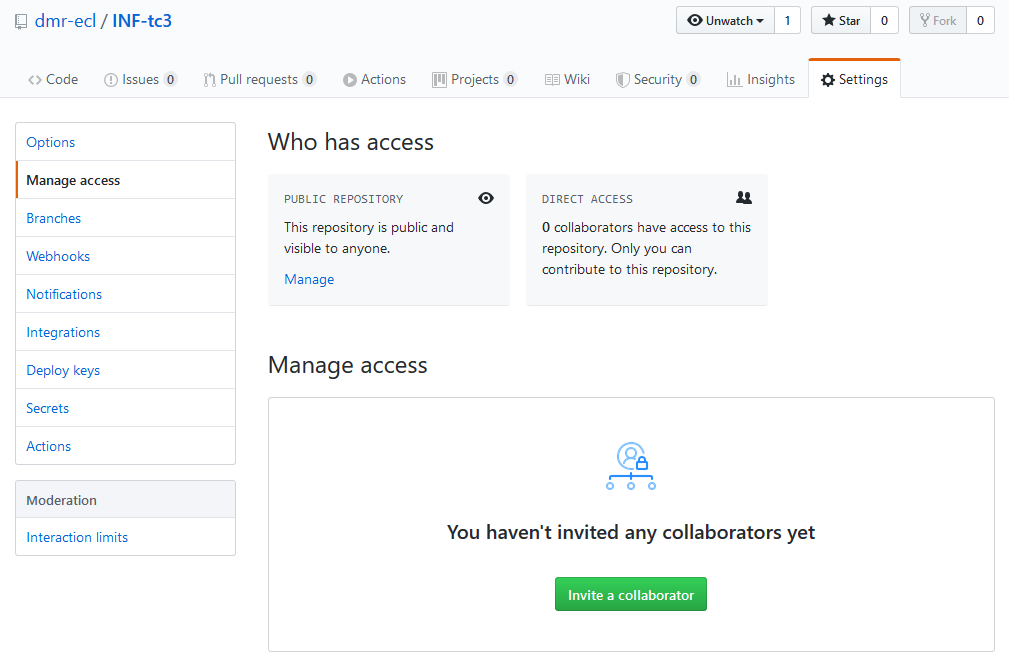 dmr-ecl / INF-tc3
Unwatch 1 Star 0 Fork 0
Code Issues 0 Pull requests 0 Actions Projects 0 Wiki Security 0 Insights Settings
Options
Manage access
Branches
Webhooks
Notifications
Integrations
Deploy keys
Secrets
Actions
Moderation
Interaction limits
Who has access
PUBLIC REPOSITORY
This repository is public and
visible to anyone.
Manage
DIRECT ACCESS
0 collaborators have access to this
repository. Only you can
contribute to this repository.
Manage access
You haven't invited any collaborators yet
Invite a collaborator